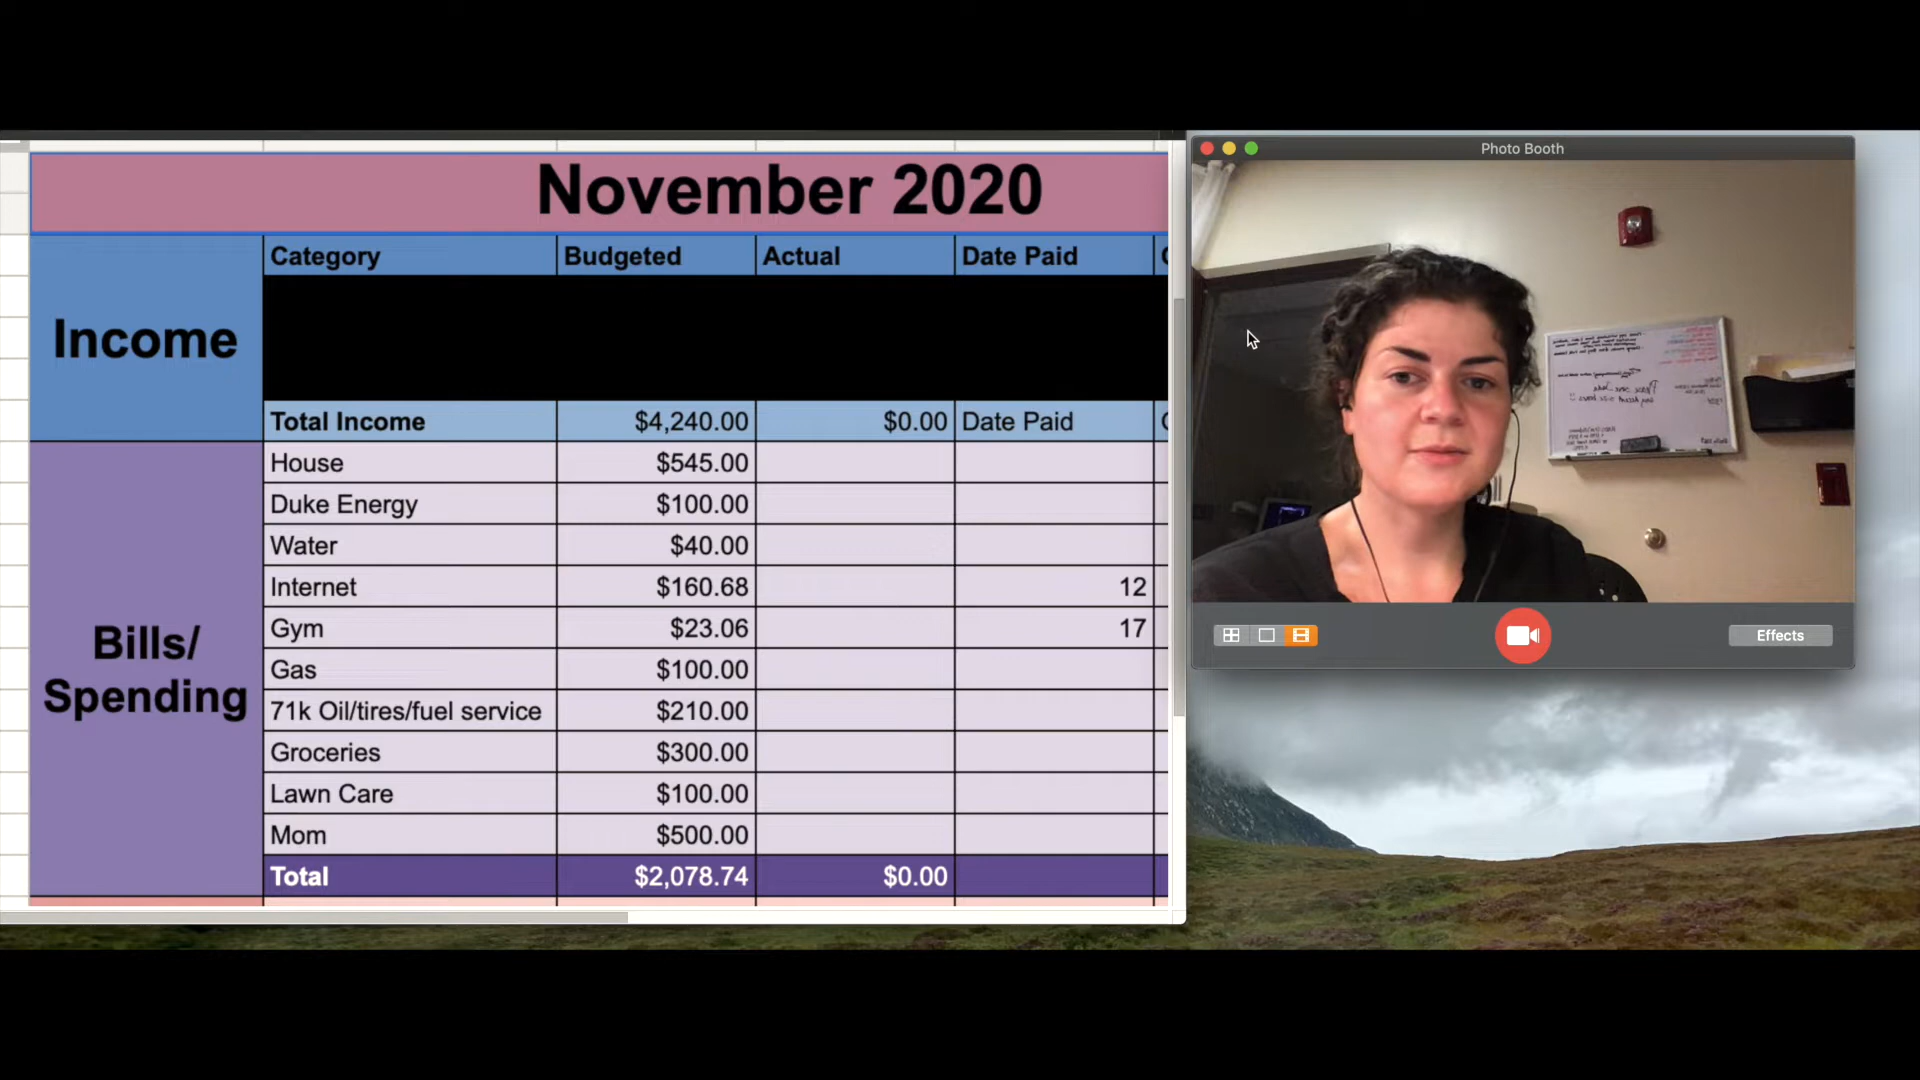 November 2020
Category Budgeted Actual Date Paid
Income
Total Income $4,240.00 $0.00 Date Paid
House $545.00
Duke Energy $100.00
Water $40.00
Internet $160.68 12
Gym $23.06 17
Bills/
Spending
Gas $100.00
71k Oil/tires/fuel service $210.00
Groceries $300.00
Lawn Care $100.00
Mom $500.00
Total $2,078.74 $0.00
Photo Booth
Effects